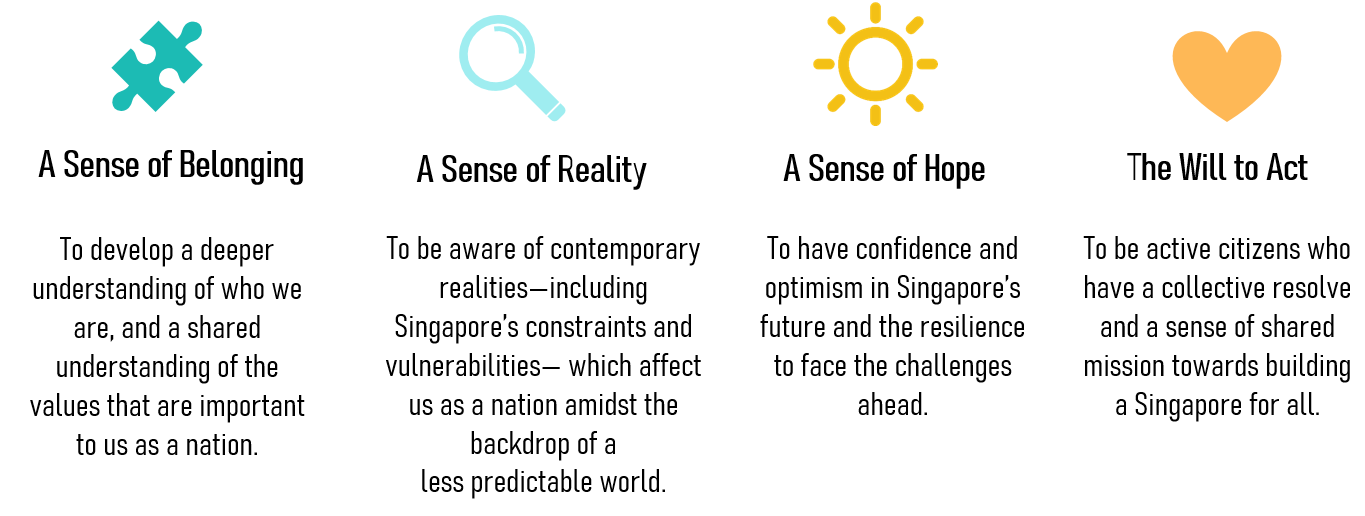 A Sense of Belonging
To develop a deeper
understanding of who we
are, and a shared
understanding of the
values that are important
to us as a nation.
A Sense of Reality
To be aware of contemporary
realities—including
Singapore's constraints and
vulnerabilities— which affect
us as a nation amidst the
backdrop of a
less predictable world.
A Sense of Hope
To have confidence and
optimism in Singapore's
future and the resilience
to face the challenges
ahead.
The Will to Act
To be active citizens who
have a collective resolve
and a sense of shared
mission towards building
a Singapore for all.